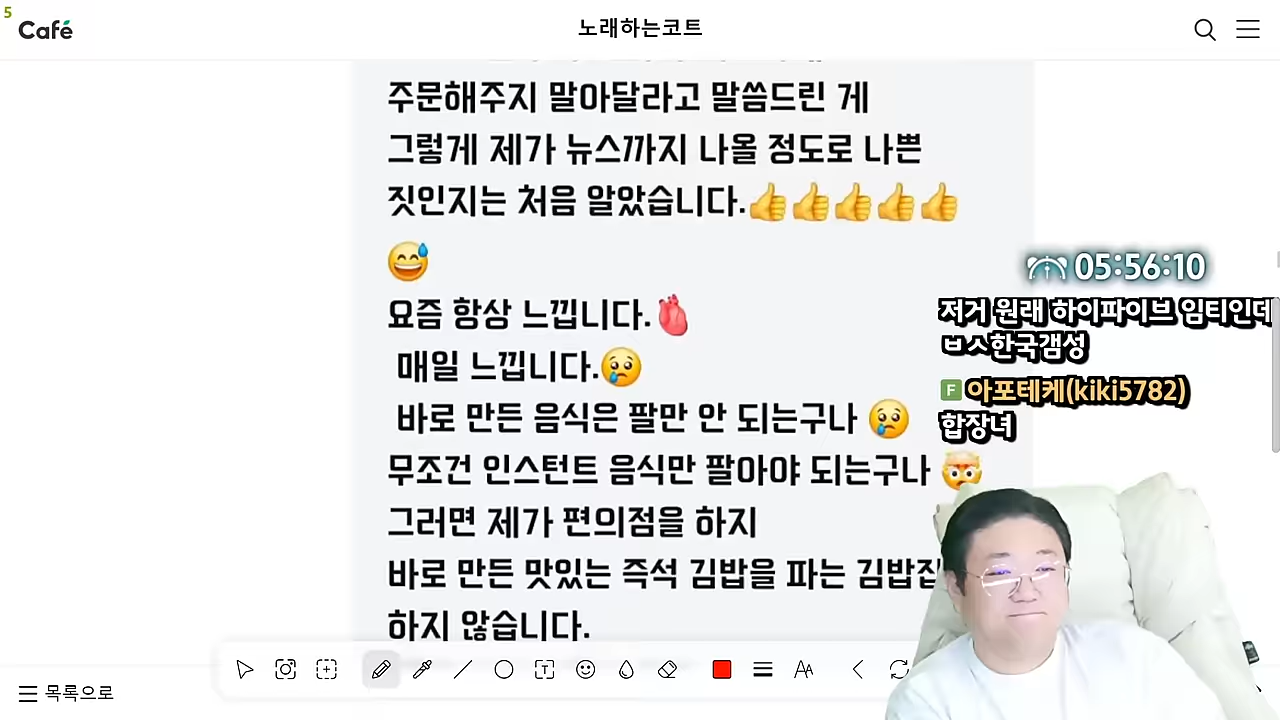 5
Café
노래하는코트
주문해주지 말아달라고 말씀드린 게
그렇게 제가 뉴스까지 나올 정도로 나쁜
짓인지는 처음 알았습니다.👍👍👍👍👍
😅
요즘 항상 느낍니다.🫀
매일 느낍니다.😢
바로 만든 음식은 팔만 안 되는구나 😢
무조건 인스턴트 음식만 팔아야 되는구나 🤯
그러면 제가 편의점을 하지
바로 만든 맛있는 즉석 김밥을 파는 김밥집
하지 않습니다.
05:56:10
저거 원래 하이파이브 임티인데
ㅂㅅ한국갬성
F 아포테케(kiki5782)
합장녀
목록으로